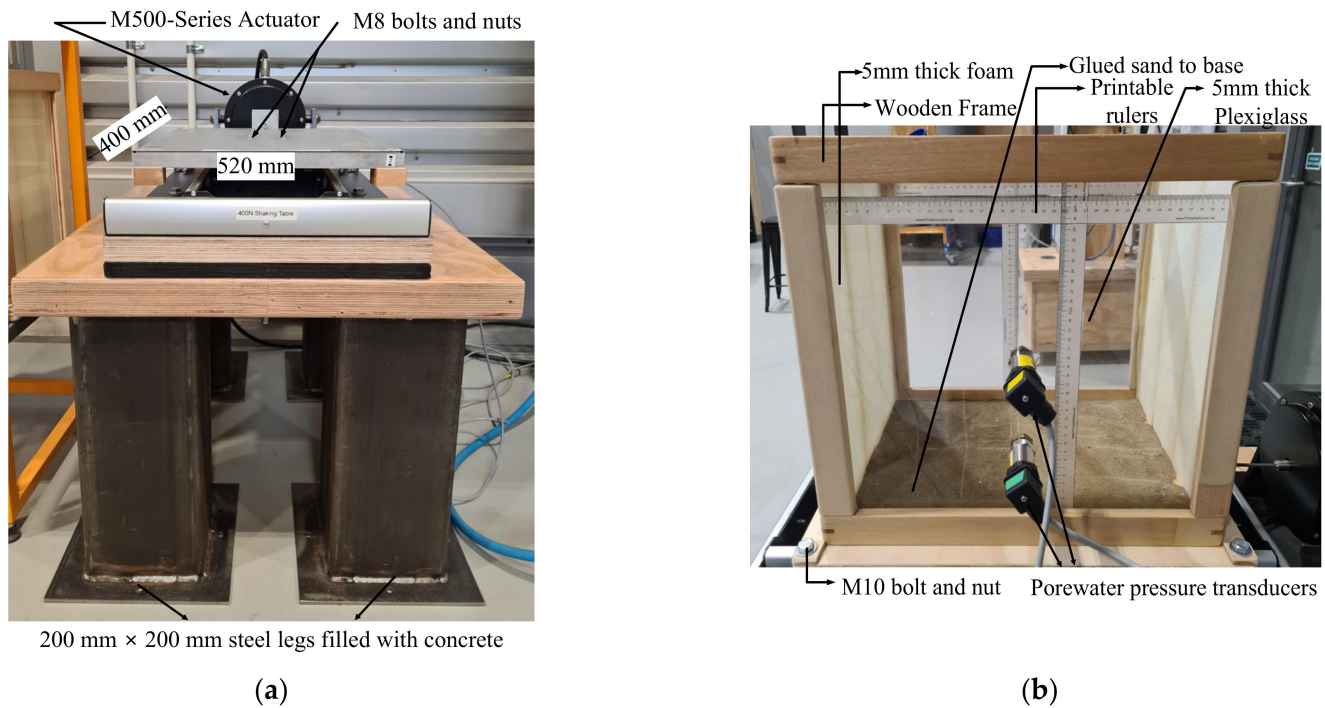 M500-Series Actuator
M8 bolts and nuts
400 mm
520 mm
400N Shaking Table
200 mm × 200 mm steel legs filled with concrete
(a)
5mm thick foam
Wooden Frame
Glued sand to base
Printable
rulers
5mm thick
Plexiglass
M10 bolt and nut
Porewater pressure transducers
(b)